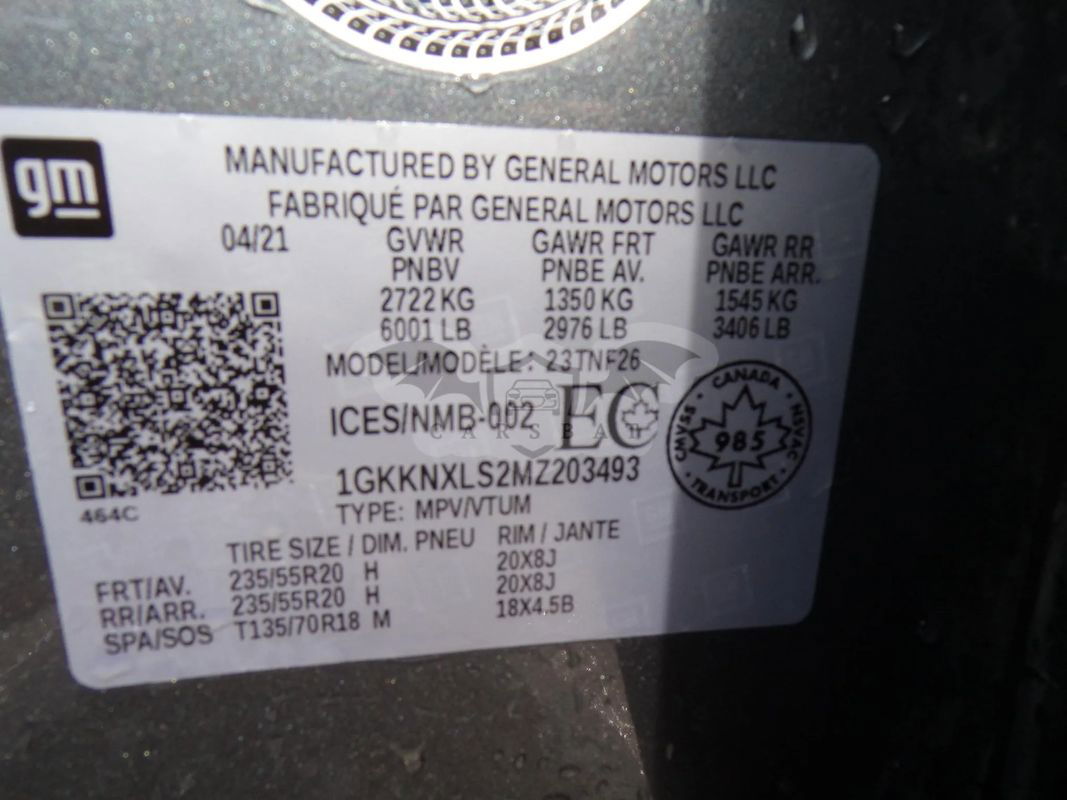 gm
MANUFACTURED BY GENERAL MOTORS LLC
FABRIQUÉ PAR GENERAL MOTORS LLC
04/21 GVWR GAWR FRT GAWR RR
PNBV PNBE AV. PNBE ARR.
2722 KG 1350 KG 1545 KG
6001 LB 2976 LB 3406 LB
MODEL/MODÈLE: 23TNF26
ICES/NMB-002 EC
CANADA
CMVSS 985 NSVAC
TRANSPORT
1GKKNXLS2MZ203493
464C
TYPE: MPV/VTUM
TIRE SIZE / DIM. PNEU RIM / JANTE
FRT/AV. 235/55R20 H 20X8J
RR/ARR. 235/55R20 H 20X8J
SPA/SOS T135/70R18 M 18X4.5B